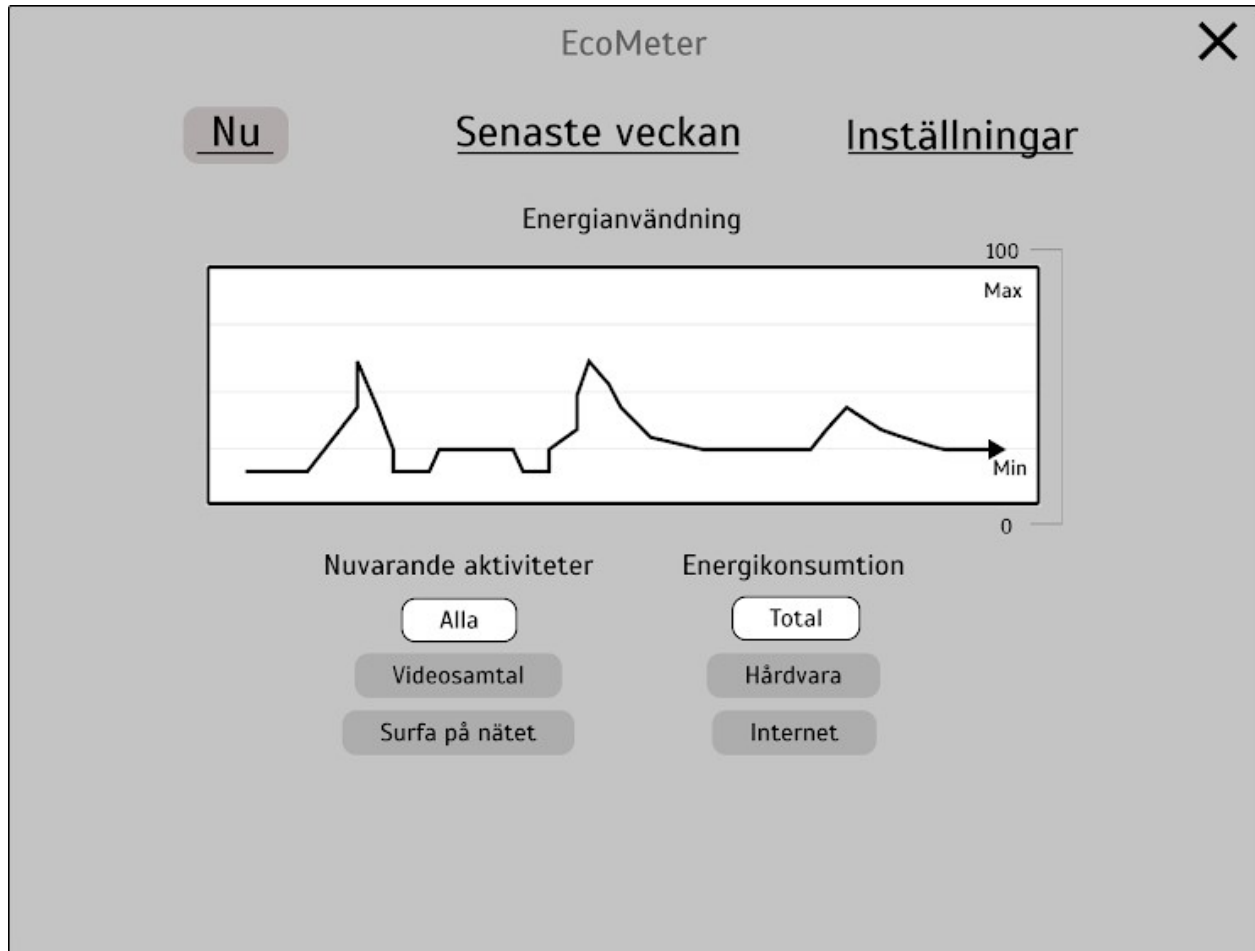 EcoMeter
Nu Senaste veckan Inställningar
Energianvändning
100
Max
Min
0
Nuvarande aktiviteter Energikonsumtion
Alla Total
Videosamtal Hårdvara
Surfa på nätet Internet